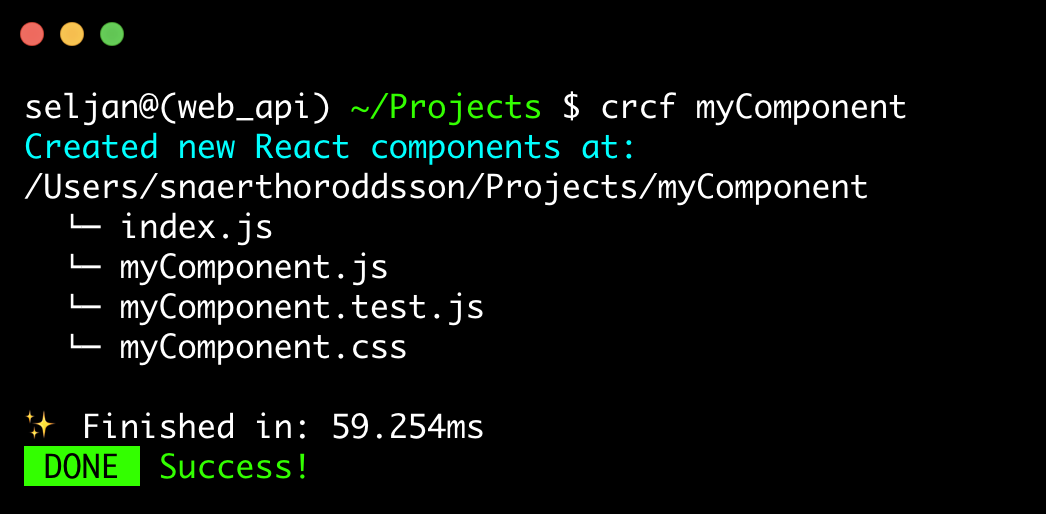 seljan@(web_api) ~/Projects $ crcf myComponent
Created new React components at:
/Users/snaerthoroddsson/Projects/myComponent
  └─ index.js
  └─ myComponent.js
  └─ myComponent.test.js
  └─ myComponent.css
✨ Finished in: 59.254ms
DONE Success!